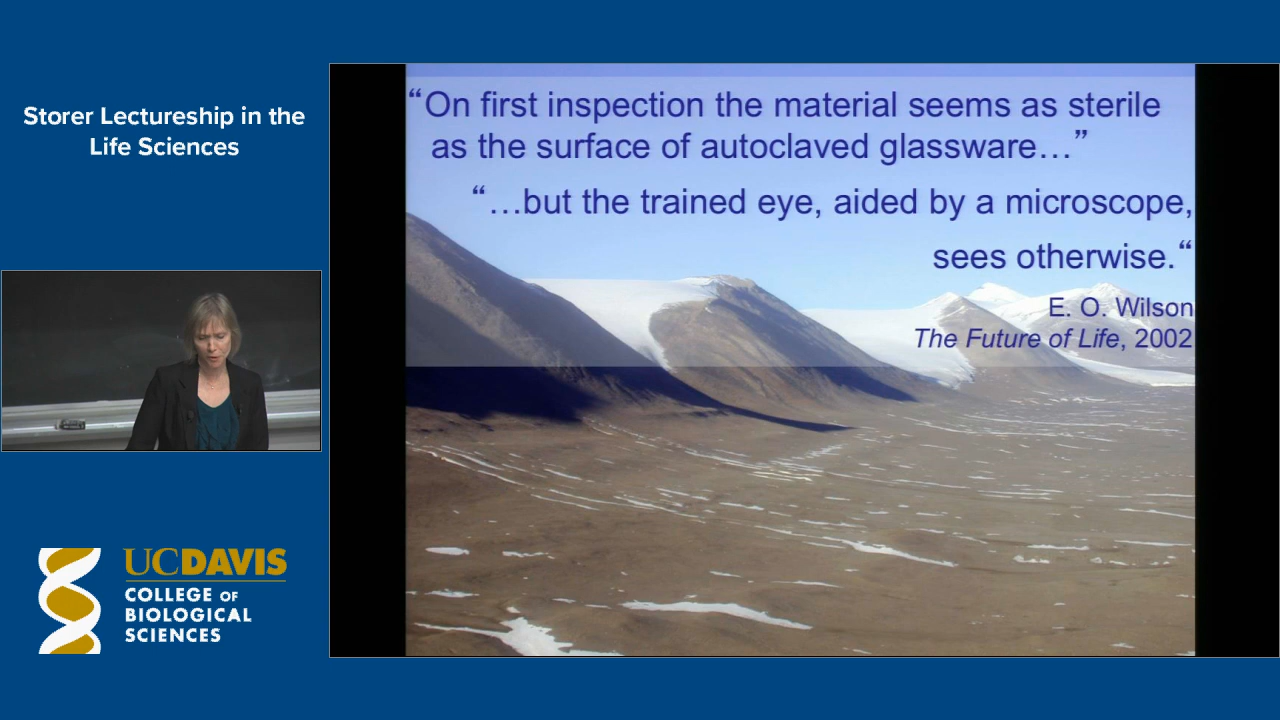 Storer Lectureship in the
Life Sciences
“On first inspection the material seems as sterile
as the surface of autoclaved glassware…”
“…but the trained eye, aided by a microscope,
sees otherwise.“
E. O. Wilson
The Future of Life, 2002
UCDAVIS
COLLEGE OF
BIOLOGICAL
SCIENCES